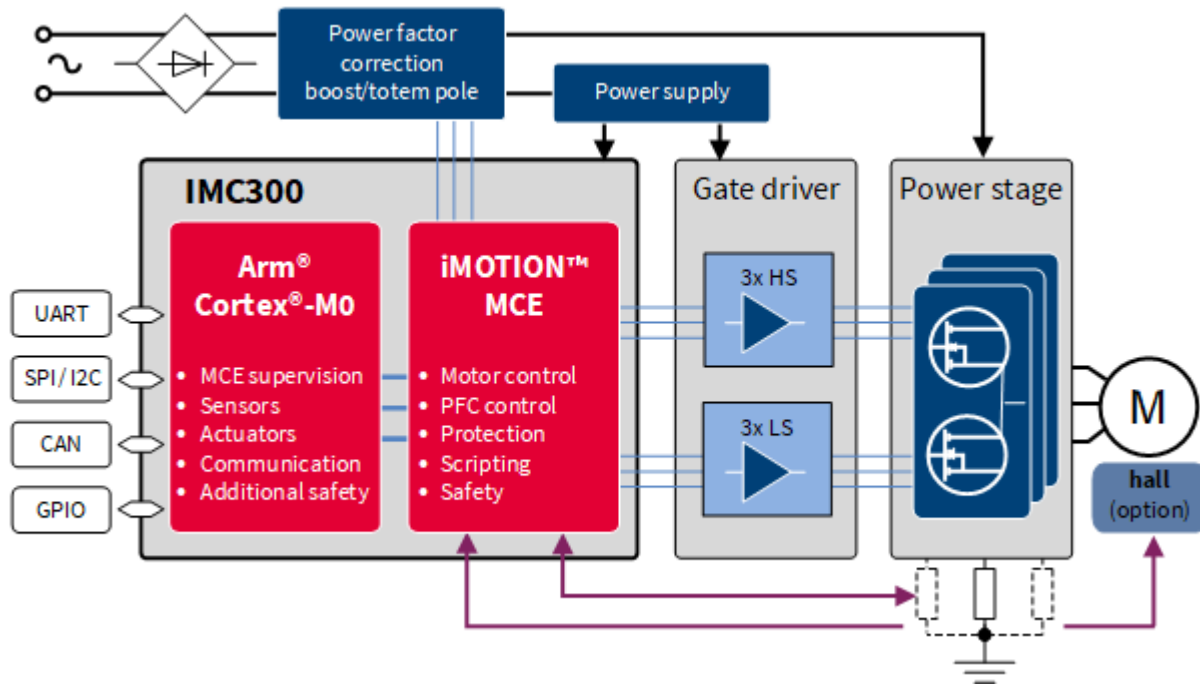 Power factor
correction
boost/totem pole
Power supply
IMC300
Gate driver
Power stage
Arm®
Cortex®-M0
• MCE supervision
• Sensors
• Actuators
• Communication
• Additional safety
iMOTION™
MCE
• Motor control
• PFC control
• Protection
• Scripting
• Safety
UART
SPI/I2C
CAN
GPIO
3x HS
3x LS
M
hall
(option)